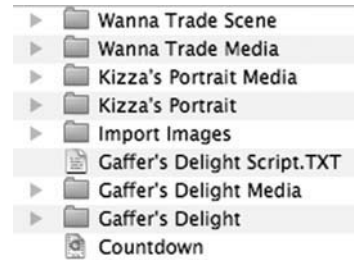 Wanna Trade Scene
Wanna Trade Media
Kizza's Portrait Media
Kizza's Portrait
Import Images
Gaffer's Delight Script.TXT
Gaffer's Delight Media
Gaffer's Delight
Countdown